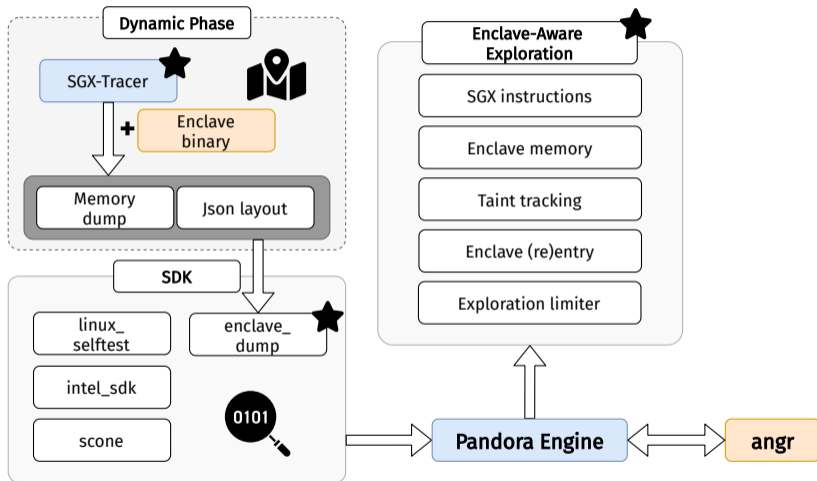 Dynamic Phase
SGX-Tracer
+
Enclave
binary
Memory
dump
Json layout
SDK
linux_
selftest
enclave_
dump
intel_sdk
scone
0101
Enclave-Aware
Exploration
SGX instructions
Enclave memory
Taint tracking
Enclave (re)entry
Exploration limiter
Pandora Engine
angr